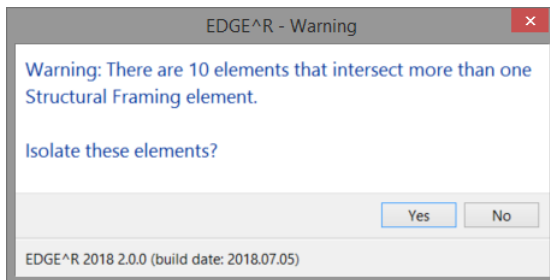 EDGE^R - Warning
Warning: There are 10 elements that intersect more than one
Structural Framing element.
Isolate these elements?
Yes No
EDGE^R 2018 2.0.0 (build date: 2018.07.05)